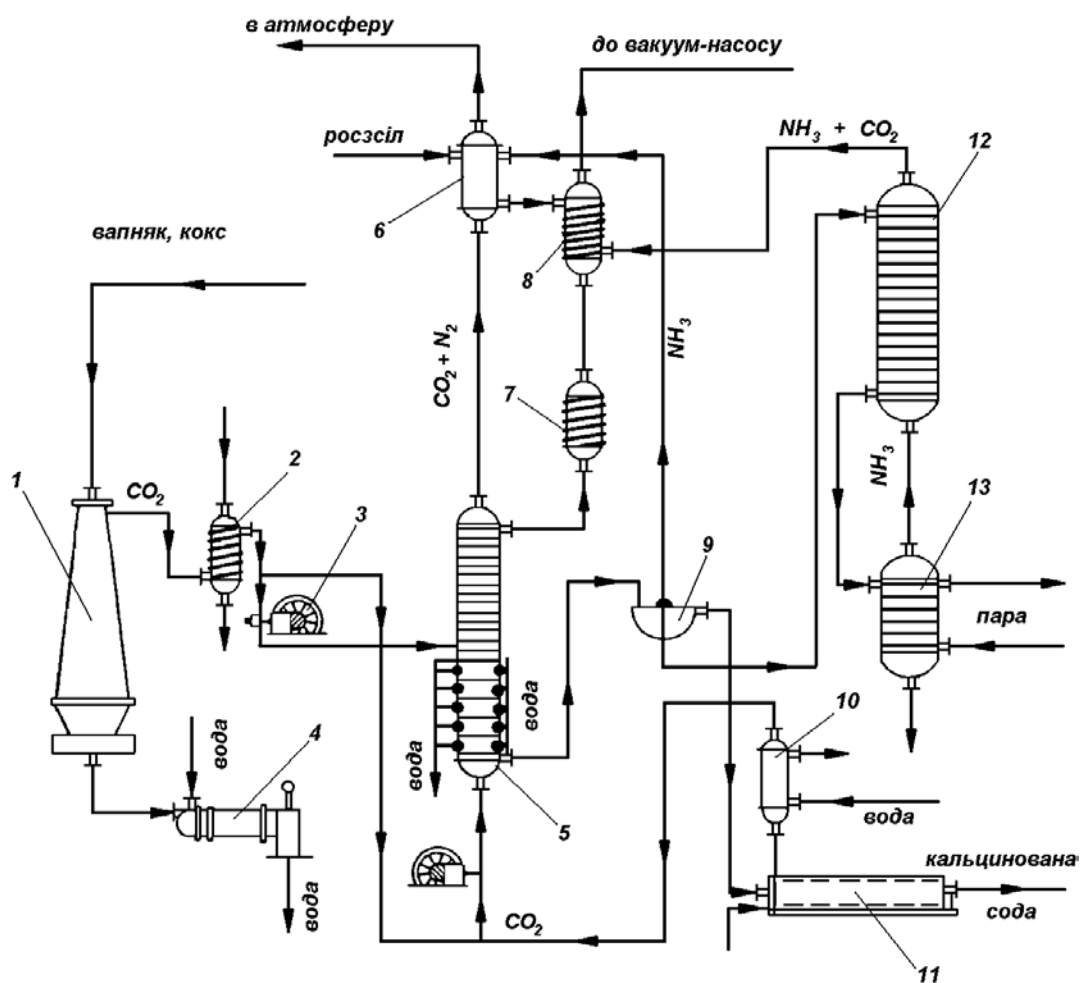 в атмосферу
до вакуум-насосу
росзсіл
NH₃ + CO₂
12
6
вапняк, кокс
8
CO₂ + N₂
NH₃
7
NH₃
1
CO₂
2
3
13
9
пара
вода
4
вода
вода
10
5
вода
кальцинована
вода
CO₂
сода
11